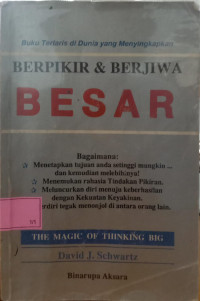 Buku Terlaris di Dunia yang Menyingkapkan
BERPIKIR & BERJIWA
BESAR
Bagaimana:
Menetapkan tujuan anda setinggi mungkin ...
dan kemudian melebihinya!
Menemukan rahasia Tindakan Pikiran.
Melancurkan diri menuju keberhasilan
dengan Kekuatan Keyakinan.
erdiri tegak menonjol di antara orang lain.
THE MAGIC OF THINKING BIG
David J. Schwartz
Binarupa Aksara